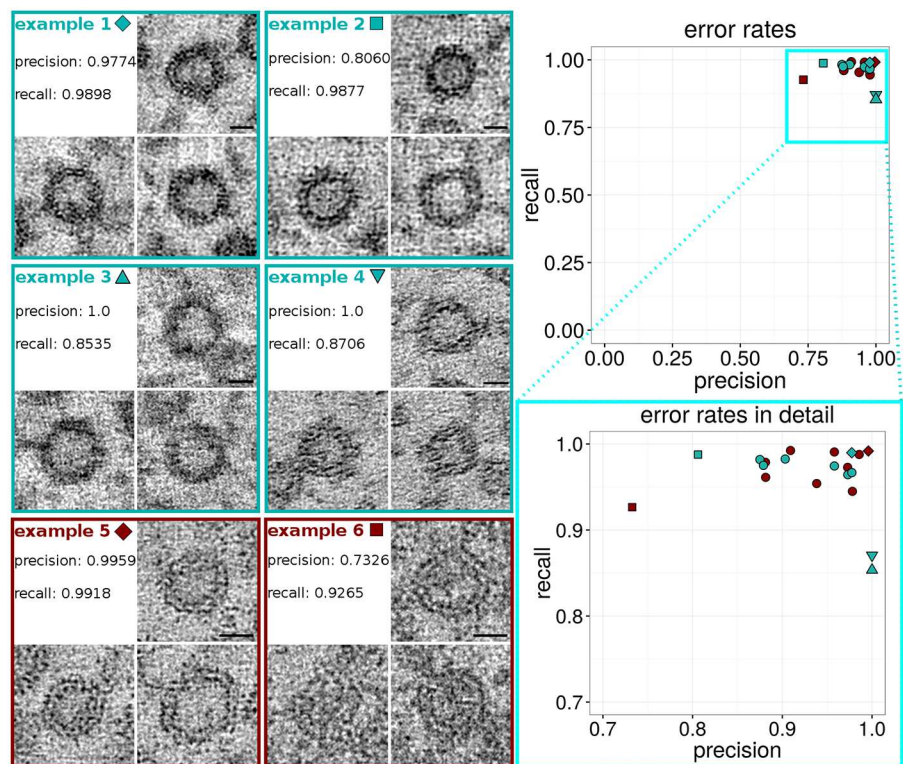 example 1
precision: 0.9774
recall: 0.9898
example 2
precision: 0.8060
recall: 0.9877
example 3
precision: 1.0
recall: 0.8535
example 4
precision: 1.0
recall: 0.8706
example 5
precision: 0.9959
recall: 0.9918
example 6
precision: 0.7326
recall: 0.9265
error rates
1.00
0.75
0.50
0.25
0.00
recall
0.00 0.25 0.50 0.75 1.00
precision
error rates in detail
1.0
0.9
0.8
0.7
recall
0.7 0.8 0.9 1.0
precision